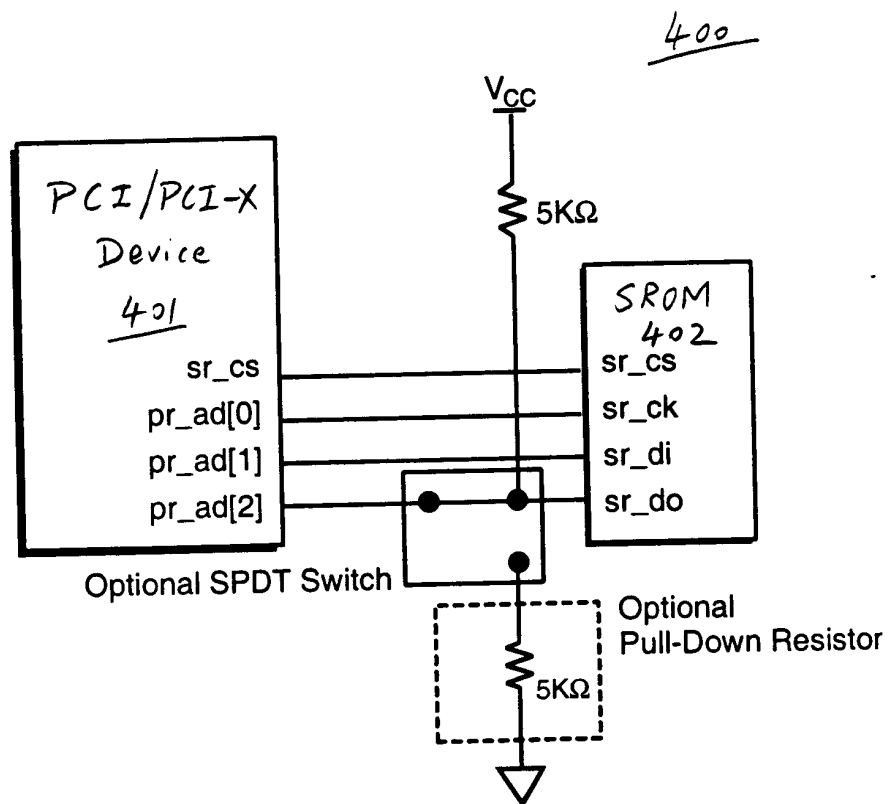 400
VCC
5KΩ
PCI/PCI-X
Device
401
SROM
402
sr_cs
pr_ad[0]
pr_ad[1]
pr_ad[2]
sr_cs
sr_ck
sr_di
sr_do
Optional SPDT Switch
Optional
Pull-Down Resistor
5KΩ